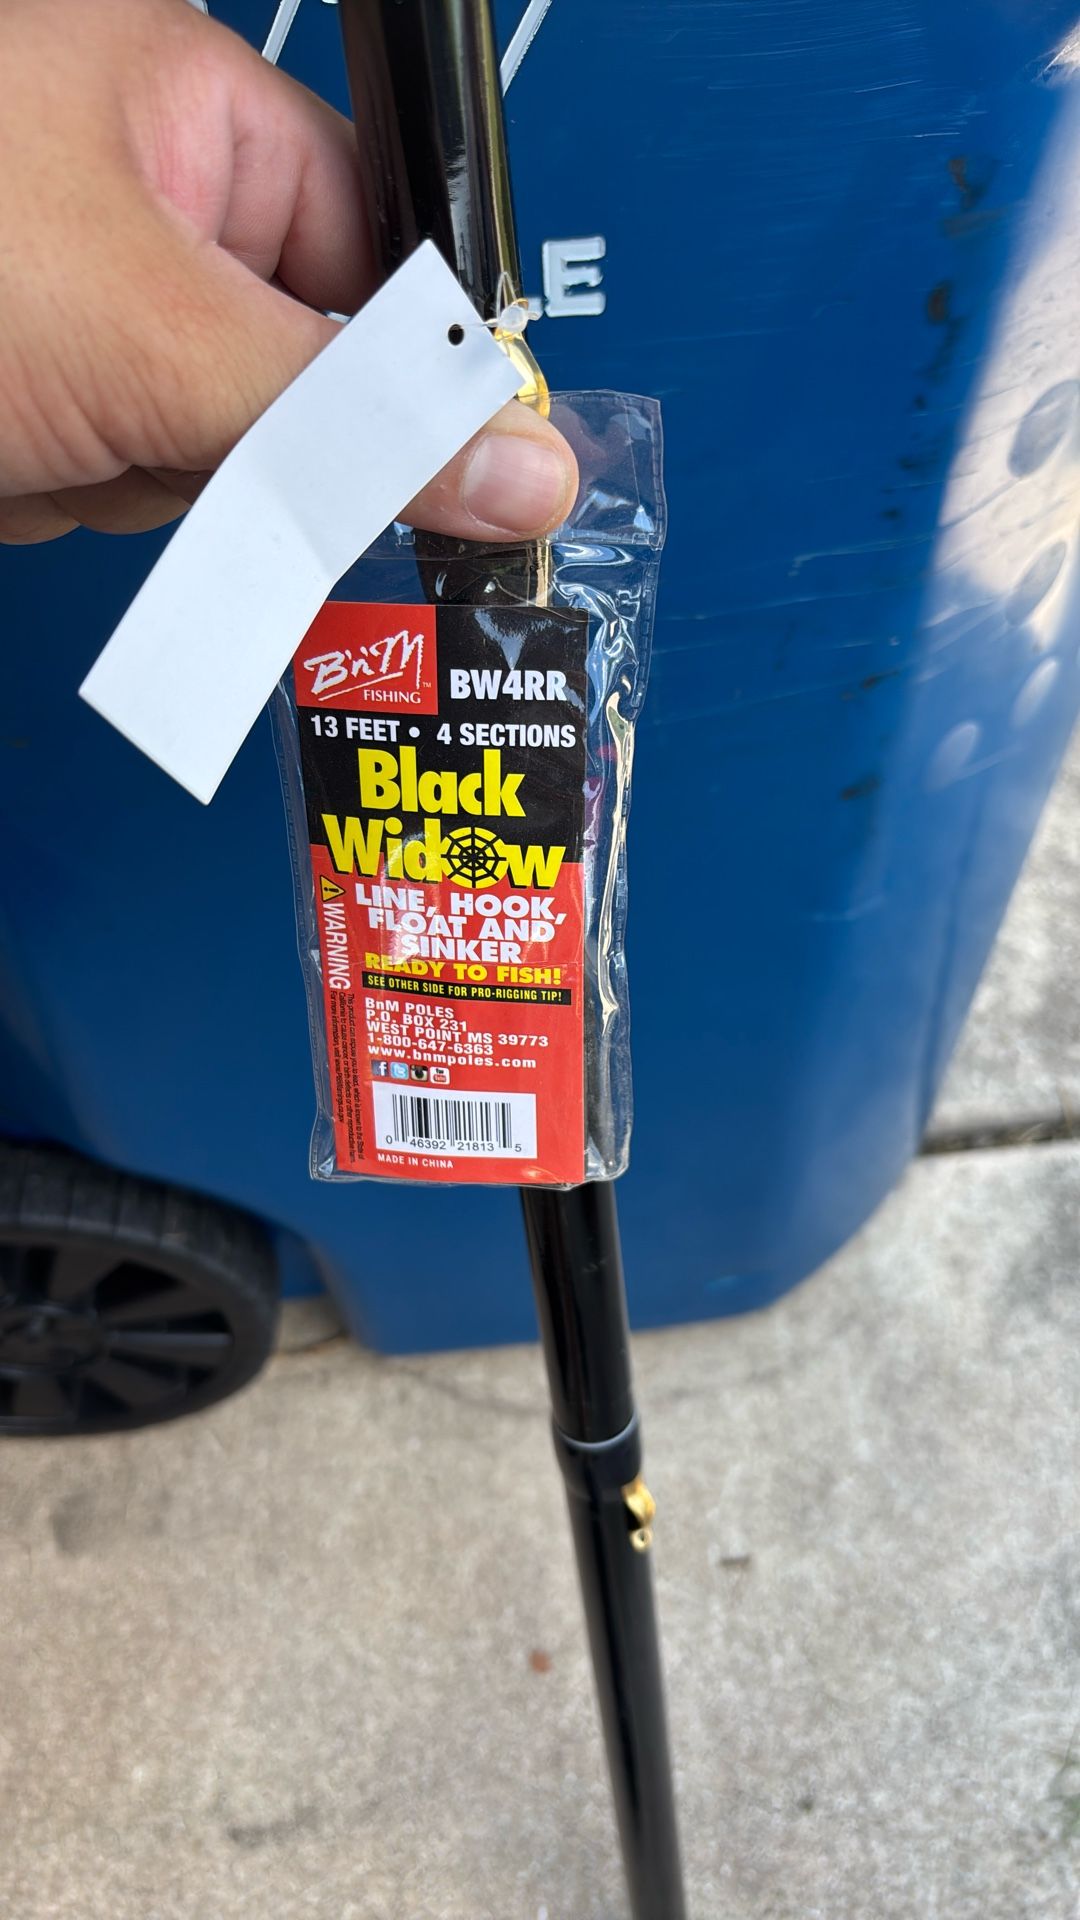 LE
B'n'M™
FISHING
BW4RR
13 FEET • 4 SECTIONS
Black
Widow
WARNING
LINE, HOOK,
FLOAT AND
SINKER
READY TO FISH!
SEE OTHER SIDE FOR PRO-RIGGING TIP!
BnM POLES
P.O. BOX 231
WEST POINT MS 39773
1-800-647-6363
www.bnmpoles.com
0 46392 21813 5
MADE IN CHINA